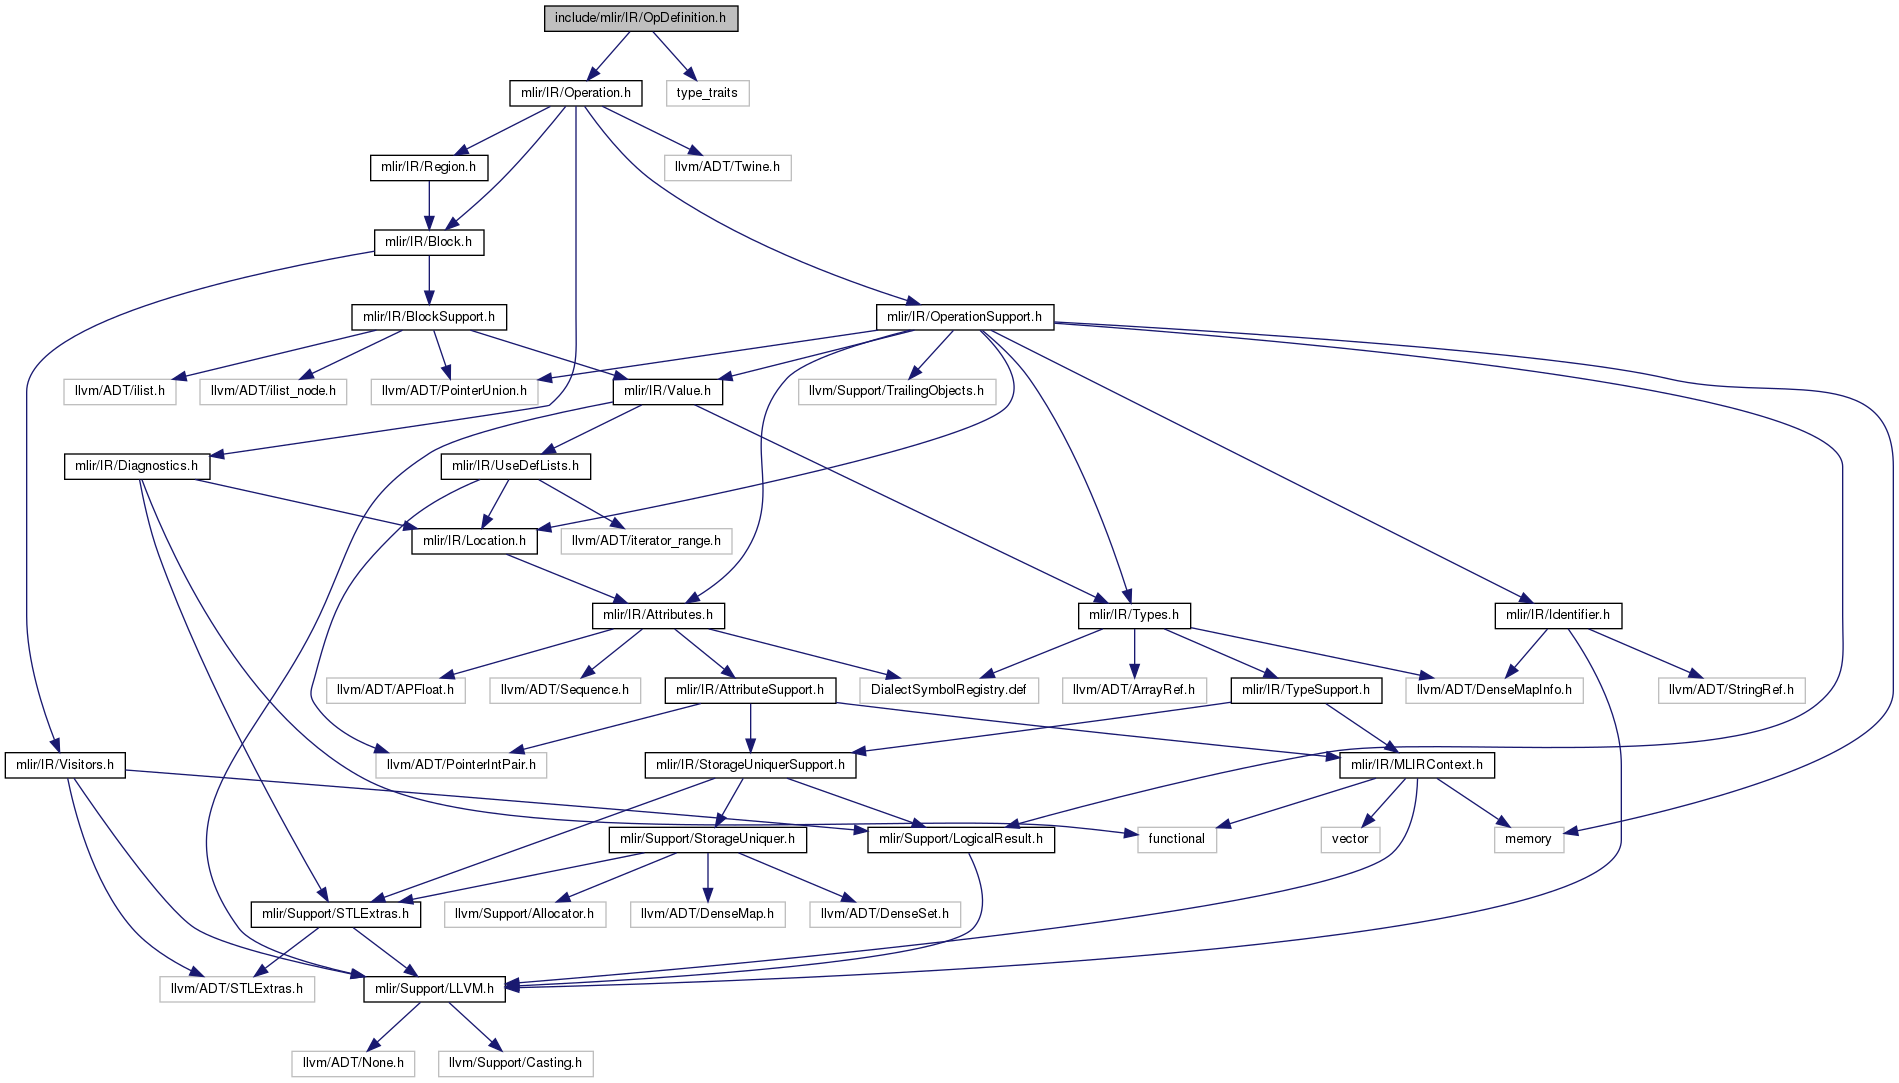 include/mlir/IR/OpDefinition.h
mlir/IR/Operation.h
type_traits
mlir/IR/Region.h
llvm/ADT/Twine.h
mlir/IR/Block.h
mlir/IR/BlockSupport.h
mlir/IR/OperationSupport.h
llvm/ADT/ilist.h
llvm/ADT/ilist_node.h
llvm/ADT/PointerUnion.h
mlir/IR/Value.h
llvm/Support/TrailingObjects.h
mlir/IR/Diagnostics.h
mlir/IR/UseDefLists.h
mlir/IR/Location.h
llvm/ADT/iterator_range.h
mlir/IR/Attributes.h
mlir/IR/Types.h
mlir/IR/Identifier.h
llvm/ADT/APFloat.h
llvm/ADT/Sequence.h
mlir/IR/AttributeSupport.h
DialectSymbolRegistry.def
llvm/ADT/ArrayRef.h
mlir/IR/TypeSupport.h
llvm/ADT/DenseMapInfo.h
llvm/ADT/StringRef.h
mlir/IR/Visitors.h
llvm/ADT/PointerIntPair.h
mlir/IR/StorageUniquerSupport.h
mlir/IR/MLIRContext.h
mlir/Support/StorageUniquer.h
mlir/Support/LogicalResult.h
functional
vector
memory
mlir/Support/STLExtras.h
llvm/Support/Allocator.h
llvm/ADT/DenseMap.h
llvm/ADT/DenseSet.h
llvm/ADT/STLExtras.h
mlir/Support/LLVM.h
llvm/ADT/None.h
llvm/Support/Casting.h